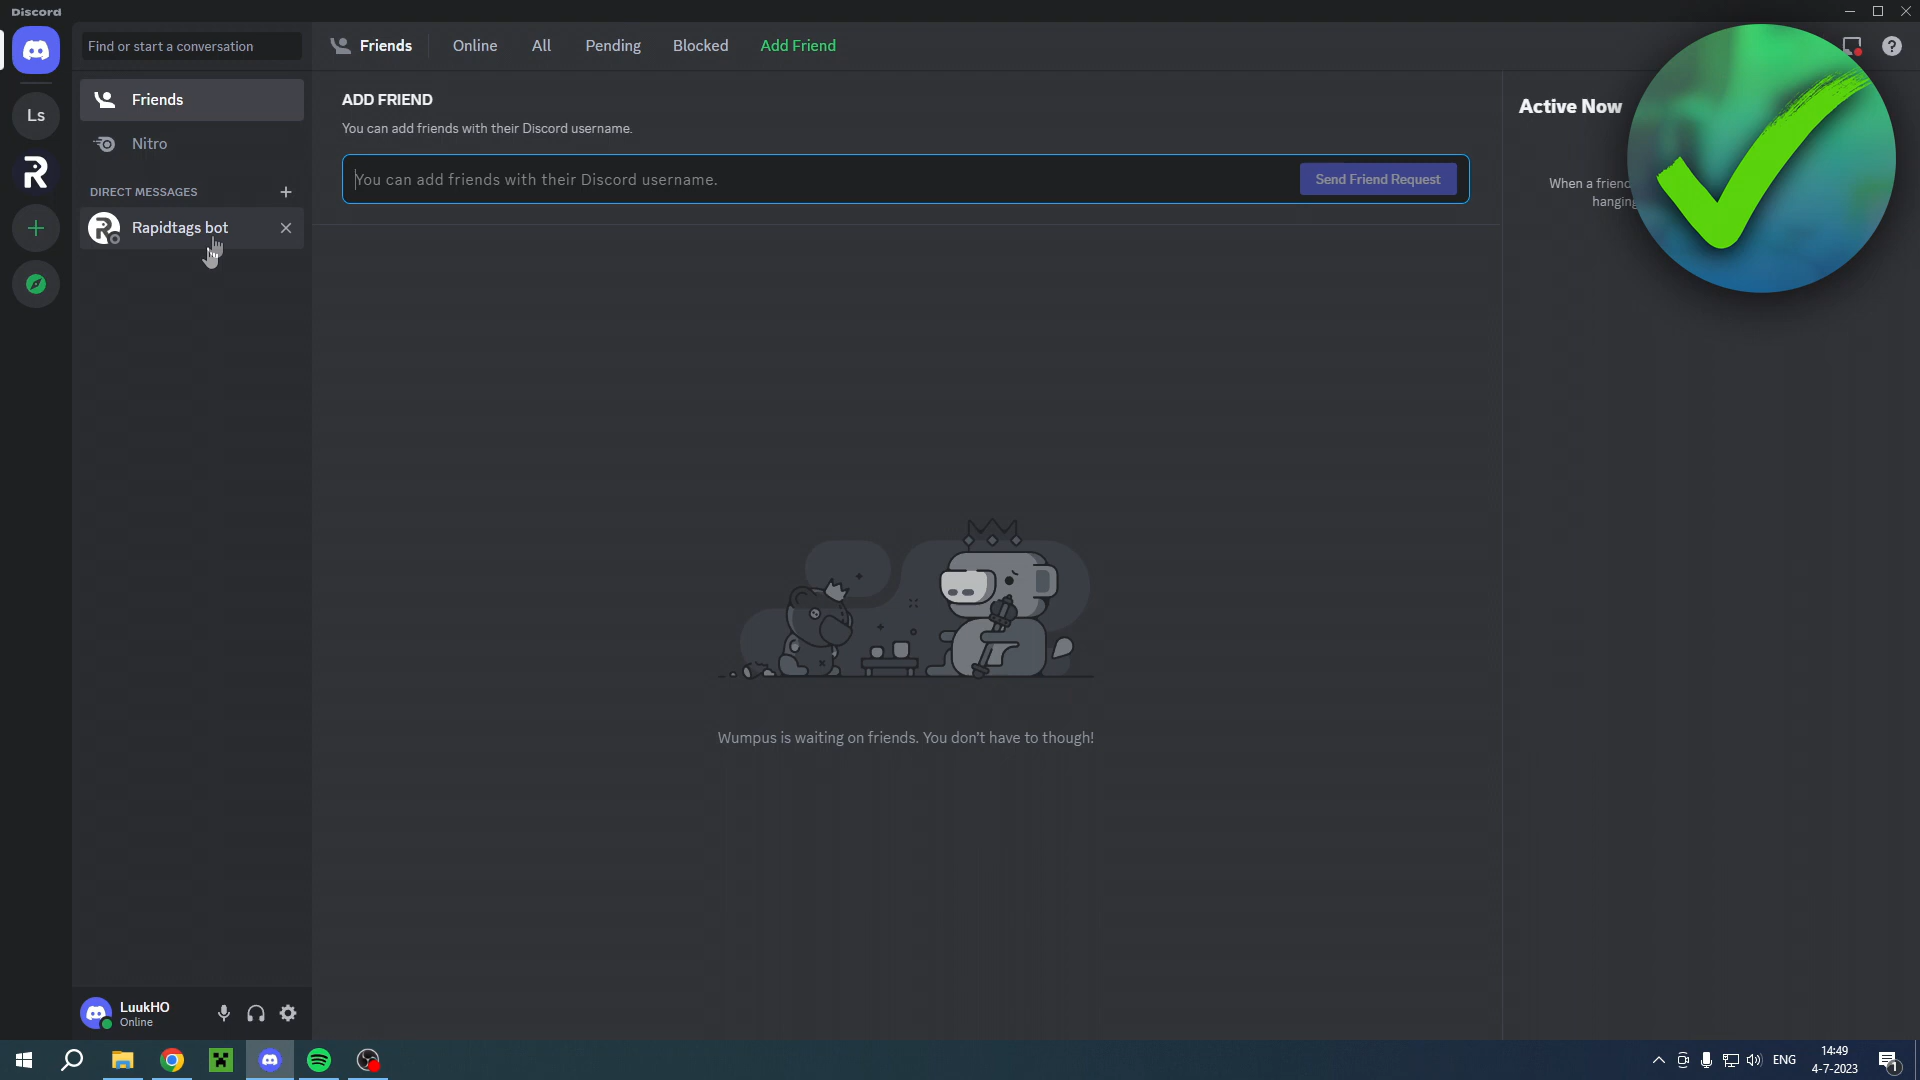 Discord
Find or start a conversation
Friends
Online
All
Pending
Blocked
Add Friend
Ls
R
Friends
Nitro
DIRECT MESSAGES
Rapidtags bot
ADD FRIEND
You can add friends with their Discord username.
You can add friends with their Discord username.
Send Friend Request
Active Now
When a friend
hanging
Wumpus is waiting on friends. You don't have to though!
LuukHO
Online
ENG
14:49
4-7-2023
1